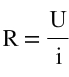 R = U/i